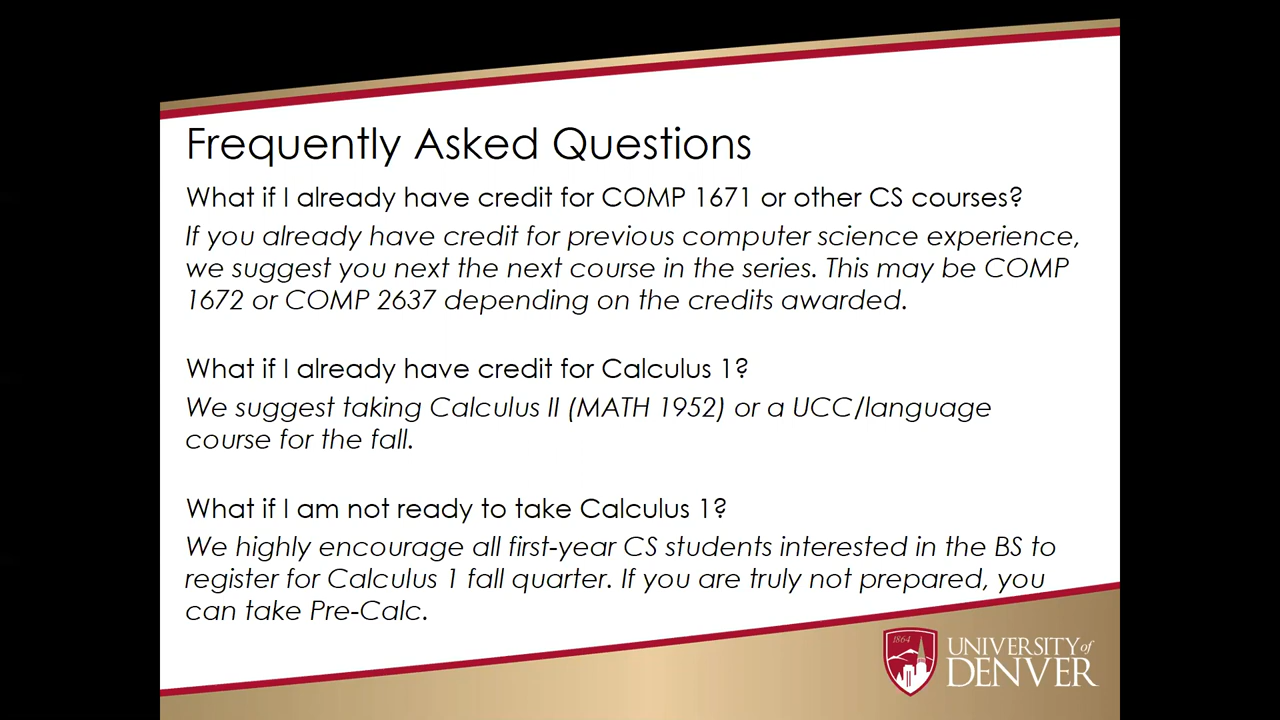 Frequently Asked Questions
What if I already have credit for COMP 1671 or other CS courses?
If you already have credit for previous computer science experience,
we suggest you next the next course in the series. This may be COMP
1672 or COMP 2637 depending on the credits awarded.
What if I already have credit for Calculus 1?
We suggest taking Calculus II (MATH 1952) or a UCC/language
course for the fall.
What if I am not ready to take Calculus 1?
We highly encourage all first-year CS students interested in the BS to
register for Calculus 1 fall quarter. If you are truly not prepared, you
can take Pre-Calc.
1864
UNIVERSITY of
DENVER